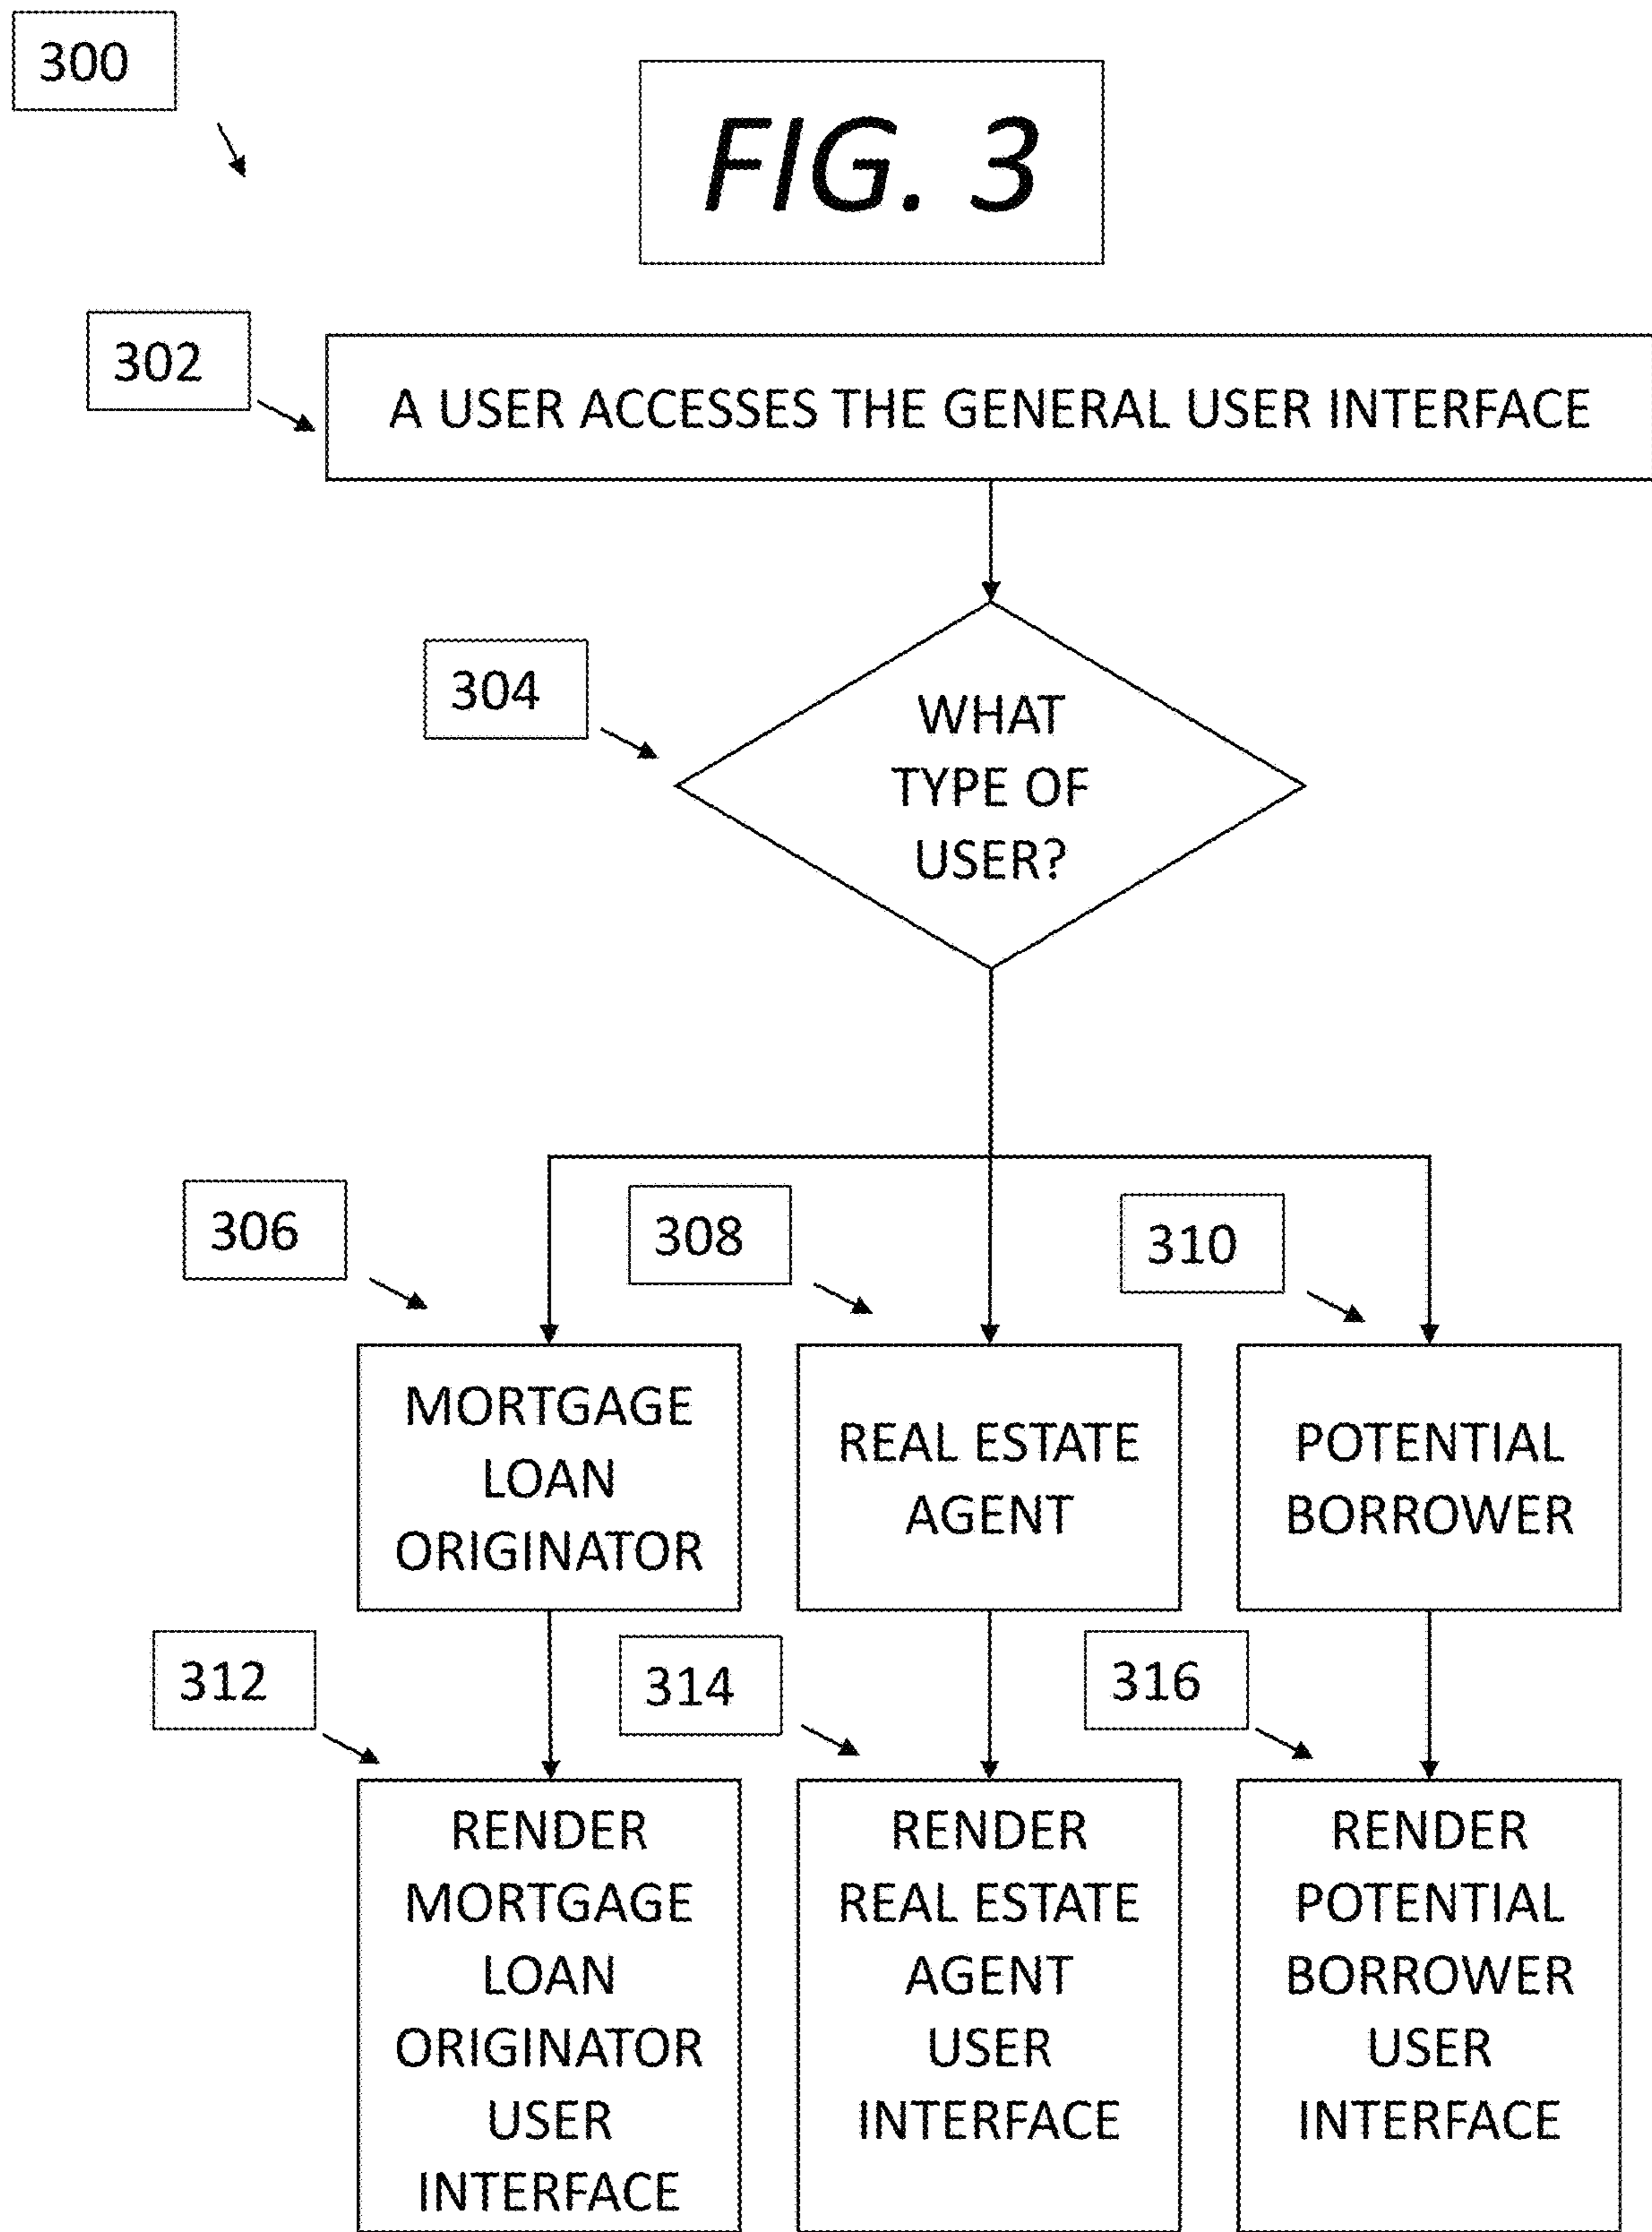 300
FIG. 3
302
A USER ACCESSES THE GENERAL USER INTERFACE
304
WHAT
TYPE OF
USER?
306
308
310
MORTGAGE
LOAN
ORIGINATOR
REAL ESTATE
AGENT
POTENTIAL
BORROWER
312
314
316
RENDER
MORTGAGE
LOAN
ORIGINATOR
USER
INTERFACE
RENDER
REAL ESTATE
AGENT
USER
INTERFACE
RENDER
POTENTIAL
BORROWER
USER
INTERFACE